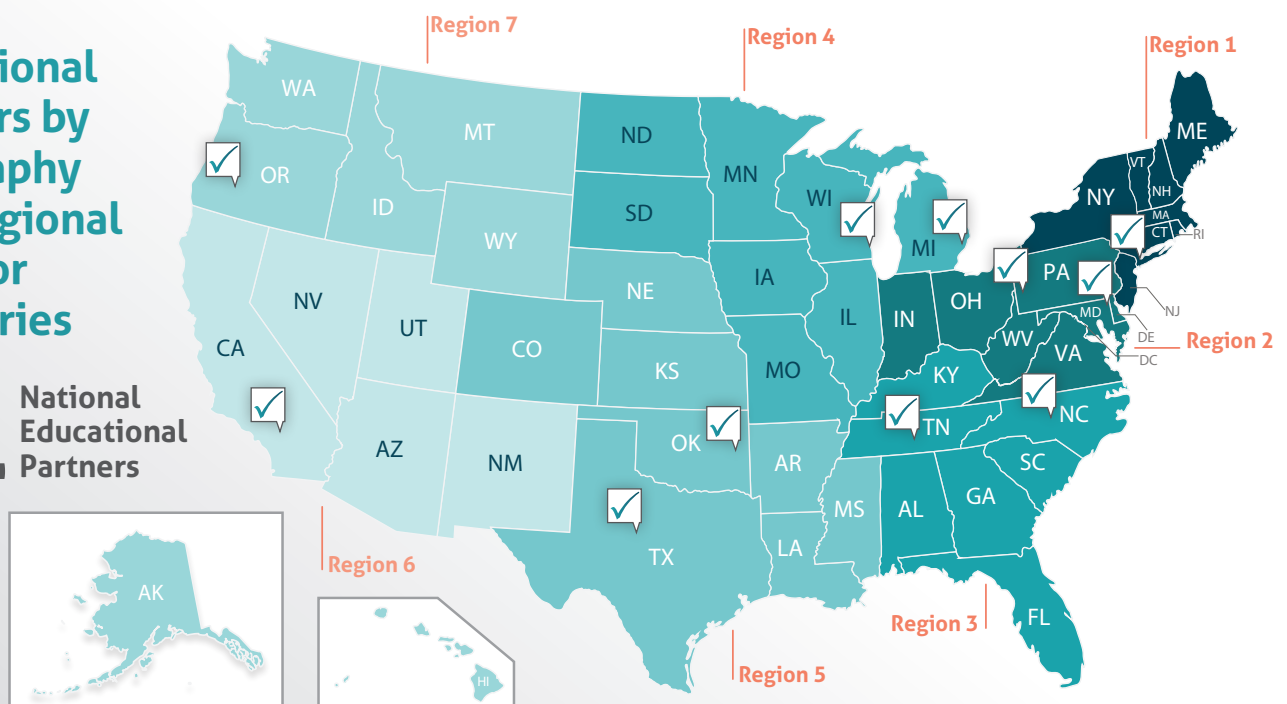 Region 7
Region 4
Region 1
ional
rs by
aphy
gional
or
ries
National
Educational
Partners
WA
MT
ND
MN
ME
VT
NH
NY
MA
CT
RI
OR
ID
SD
WI
MI
WY
PA
NJ
NV
NE
IA
IL
IN
OH
MD
DE
Region 2
DC
CA
UT
CO
KS
MO
WV
VA
KY
NC
TN
AZ
NM
OK
AR
SC
MS
AL
GA
TX
LA
Region 6
Region 3
FL
Region 5
AK
HI